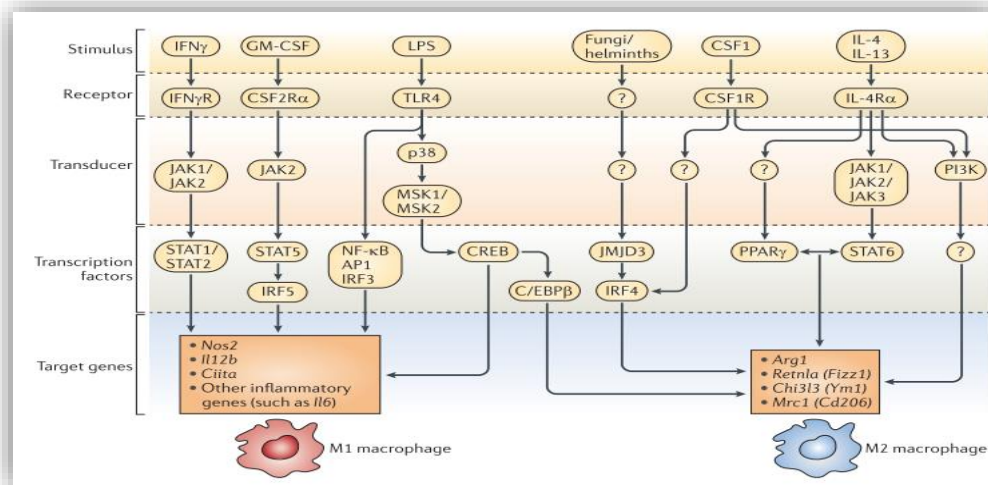 Stimulus
IFNγ
GM-CSF
LPS
Fungi/
helminths
CSF1
IL-4
IL-13
Receptor
IFNγR
CSF2Rα
TLR4
?
CSF1R
IL-4Rα
Transducer
JAK1/
JAK2
JAK2
p38
MSK1/
MSK2
?
?
?
JAK1/
JAK2/
JAK3
PI3K
Transcription
factors
STAT1/
STAT2
STAT5
IRF5
NF-κB
AP1
IRF3
CREB
C/EBPβ
JMJD3
IRF4
PPARγ
STAT6
?
Target genes
• Nos2
• Il12b
• Ciita
• Other inflammatory
genes (such as Il6)
• Arg1
• Retnla (Fizz1)
• Chi3l3 (Ym1)
• Mrc1 (Cd206)
M1 macrophage
M2 macrophage